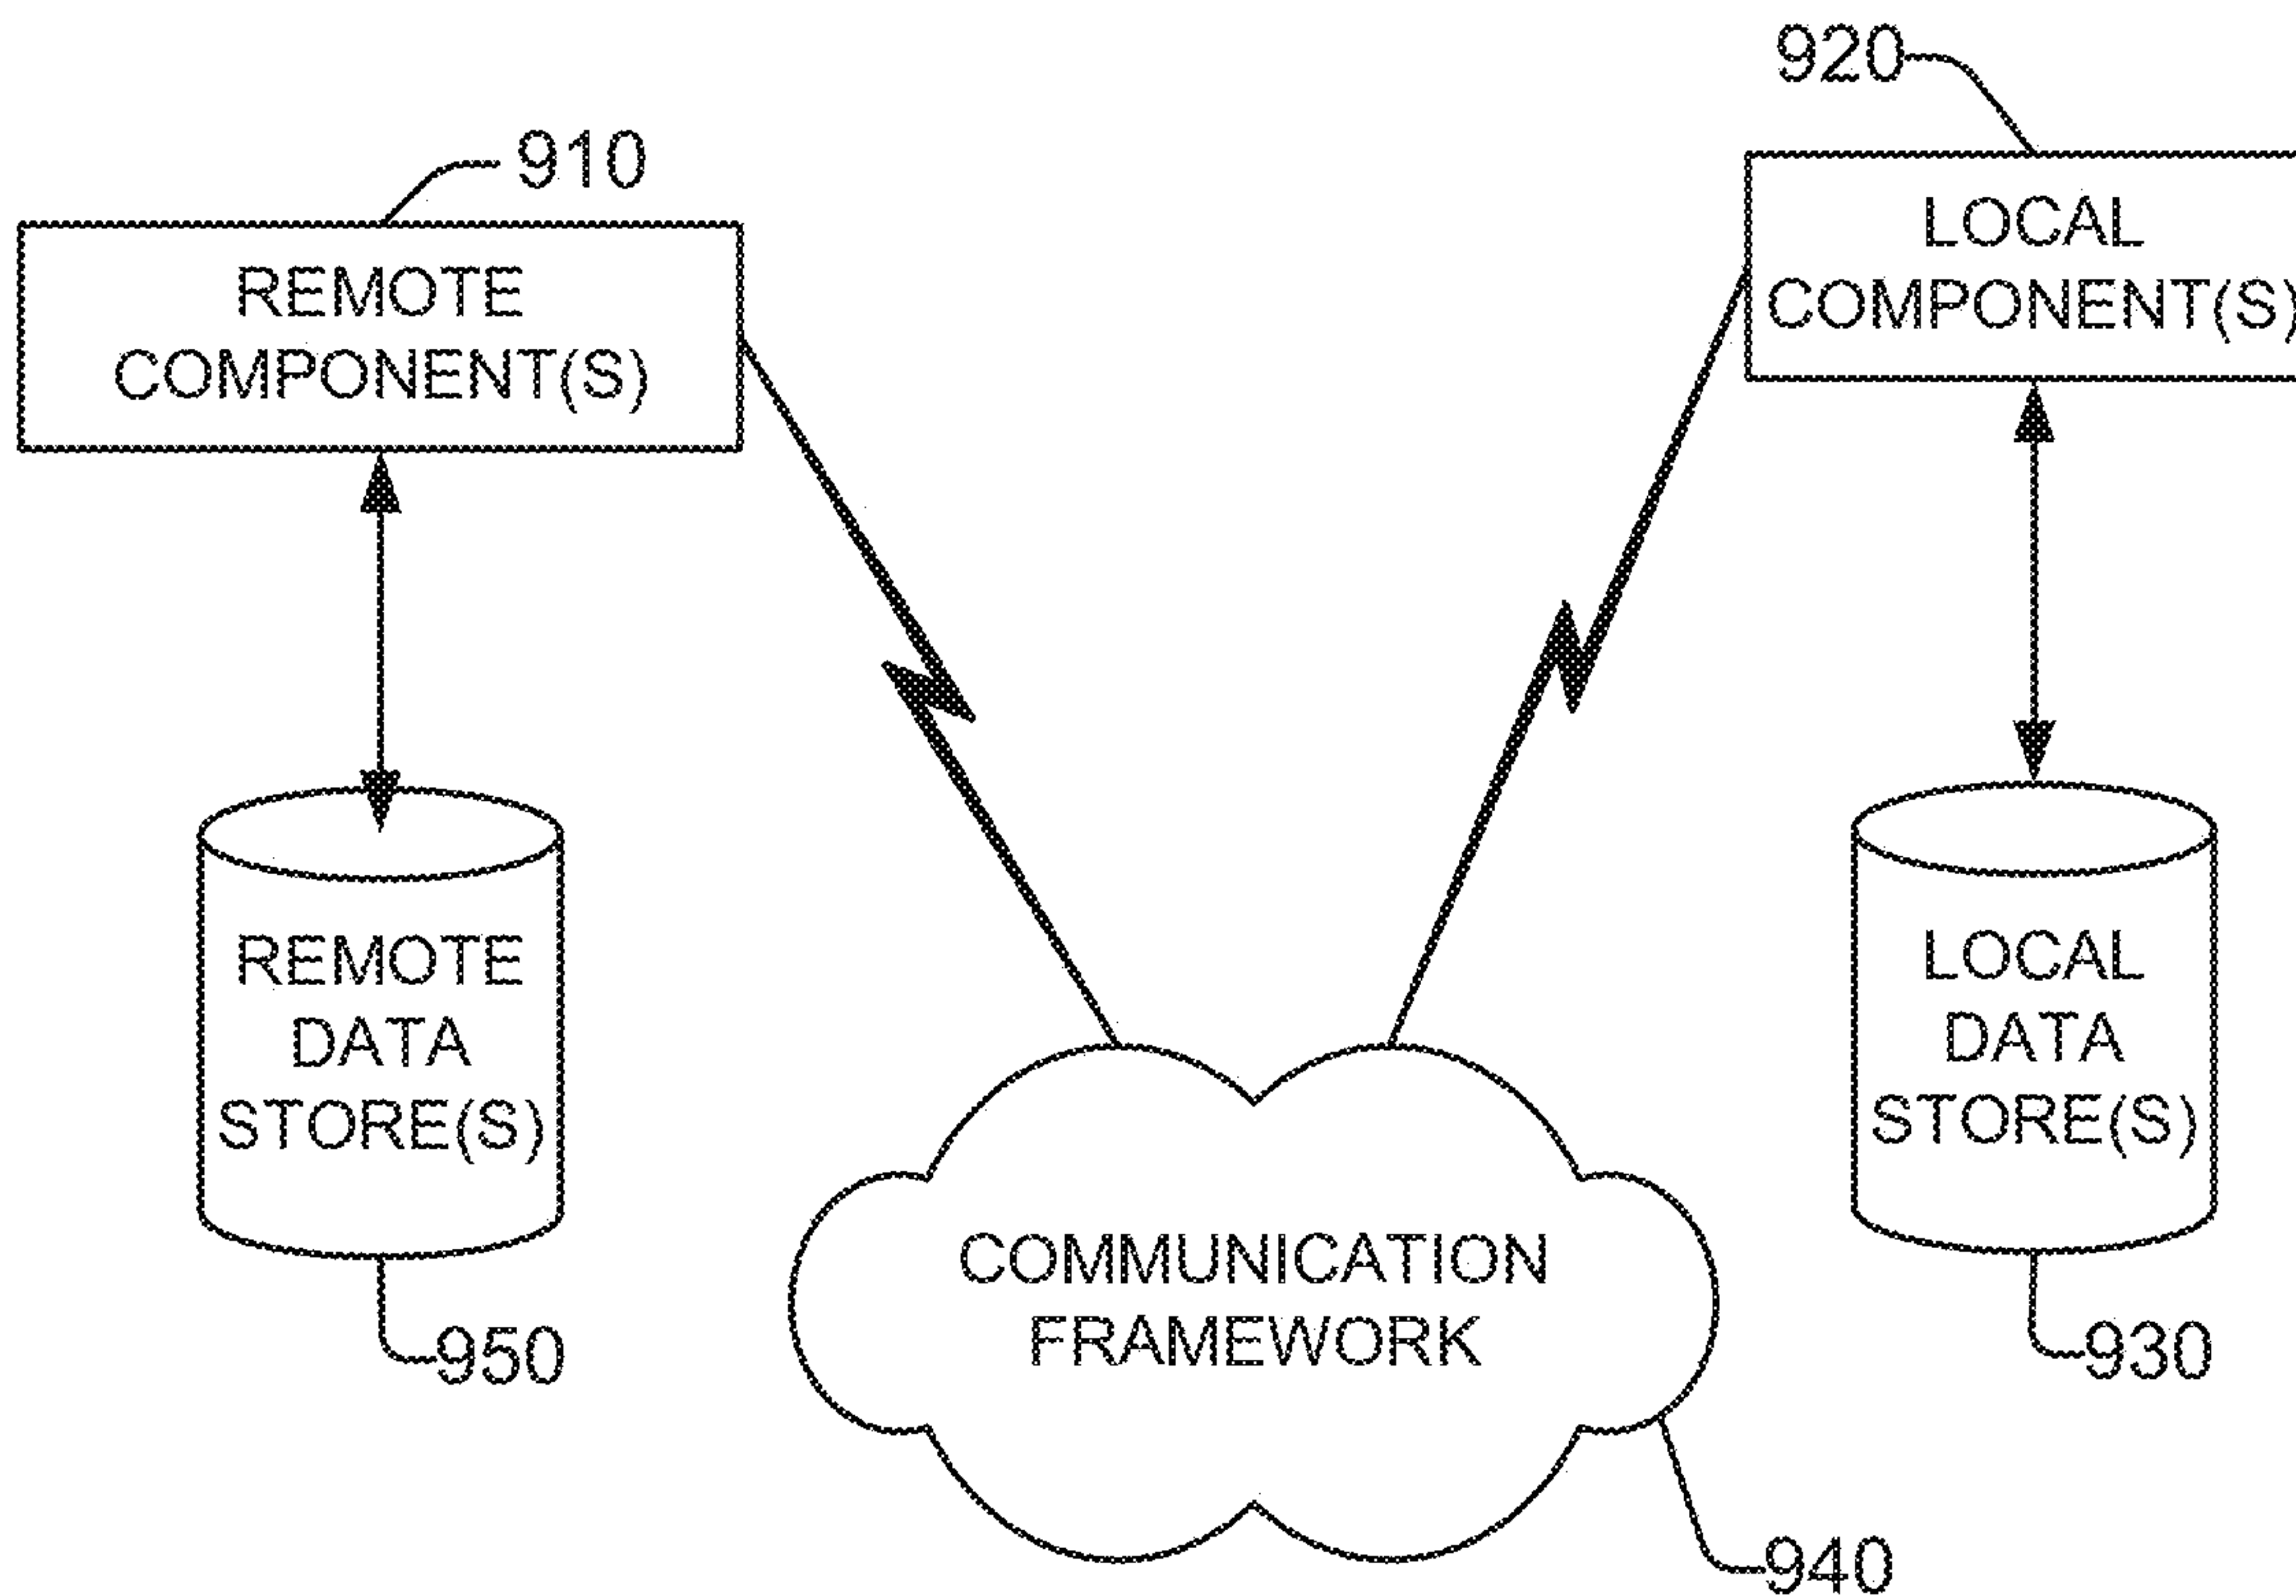 920
910
LOCAL
COMPONENT(S)
REMOTE
COMPONENT(S)
REMOTE
DATA
STORE(S)
LOCAL
DATA
STORE(S)
COMMUNICATION
FRAMEWORK
950
930
940